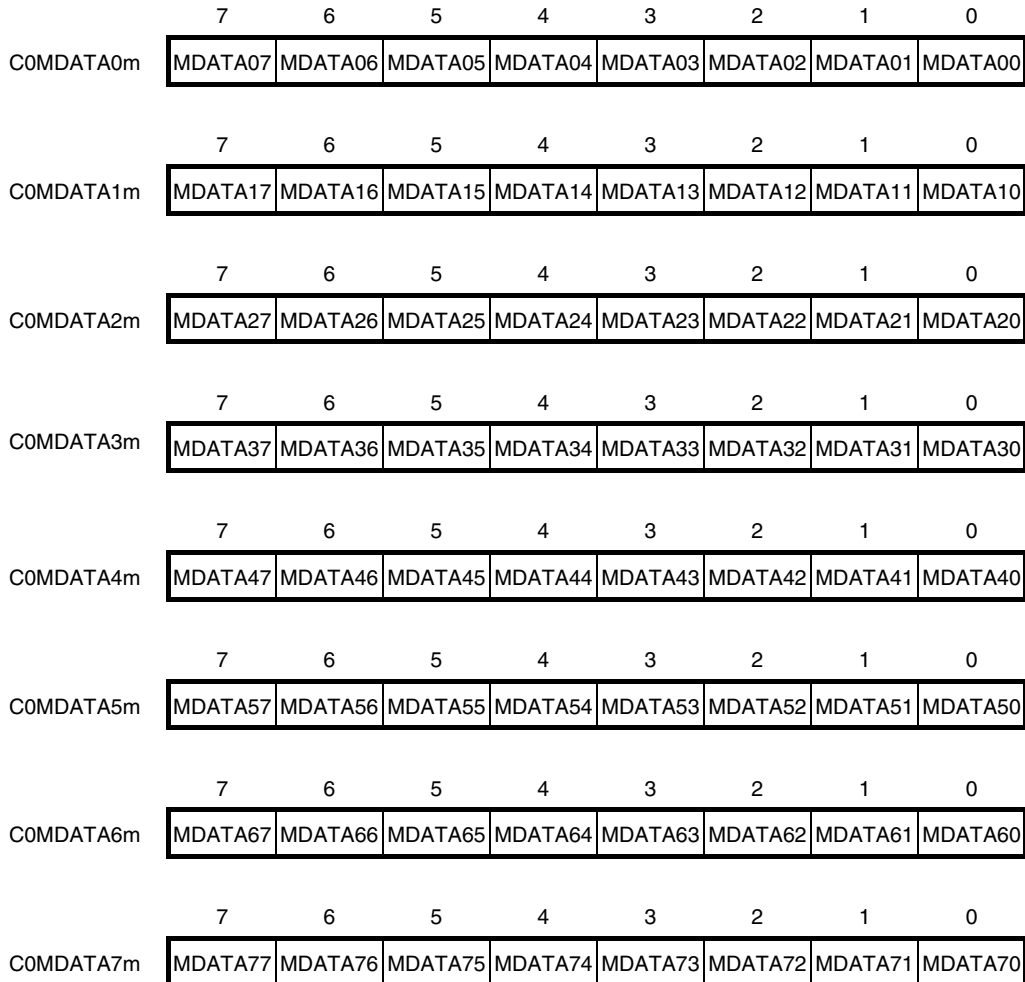 7 6 5 4 3 2 1 0
C0MDATA0m MDATA07 MDATA06 MDATA05 MDATA04 MDATA03 MDATA02 MDATA01 MDATA00
7 6 5 4 3 2 1 0
C0MDATA1m MDATA17 MDATA16 MDATA15 MDATA14 MDATA13 MDATA12 MDATA11 MDATA10
7 6 5 4 3 2 1 0
C0MDATA2m MDATA27 MDATA26 MDATA25 MDATA24 MDATA23 MDATA22 MDATA21 MDATA20
7 6 5 4 3 2 1 0
C0MDATA3m MDATA37 MDATA36 MDATA35 MDATA34 MDATA33 MDATA32 MDATA31 MDATA30
7 6 5 4 3 2 1 0
C0MDATA4m MDATA47 MDATA46 MDATA45 MDATA44 MDATA43 MDATA42 MDATA41 MDATA40
7 6 5 4 3 2 1 0
C0MDATA5m MDATA57 MDATA56 MDATA55 MDATA54 MDATA53 MDATA52 MDATA51 MDATA50
7 6 5 4 3 2 1 0
C0MDATA6m MDATA67 MDATA66 MDATA65 MDATA64 MDATA63 MDATA62 MDATA61 MDATA60
7 6 5 4 3 2 1 0
C0MDATA7m MDATA77 MDATA76 MDATA75 MDATA74 MDATA73 MDATA72 MDATA71 MDATA70